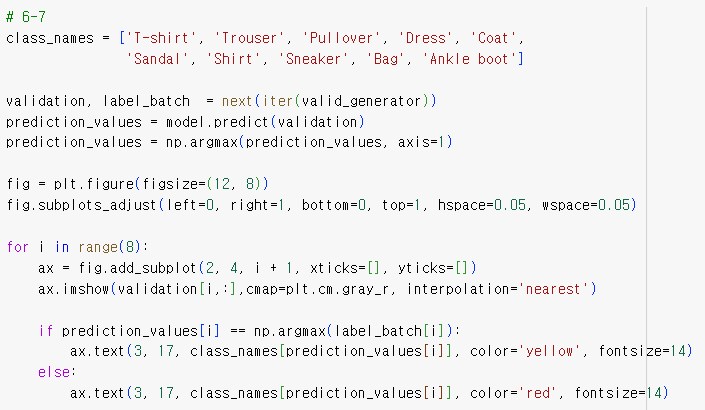 # 6-7
class_names = ['T-shirt', 'Trouser', 'Pullover', 'Dress', 'Coat',
               'Sandal', 'Shirt', 'Sneaker', 'Bag', 'Ankle boot']

validation, label_batch  = next(iter(valid_generator))
prediction_values = model.predict(validation)
prediction_values = np.argmax(prediction_values, axis=1)

fig = plt.figure(figsize=(12, 8))
fig.subplots_adjust(left=0, right=1, bottom=0, top=1, hspace=0.05, wspace=0.05)

for i in range(8):
    ax = fig.add_subplot(2, 4, i + 1, xticks=[], yticks=[])
    ax.imshow(validation[i,:],cmap=plt.cm.gray_r, interpolation='nearest')

    if prediction_values[i] == np.argmax(label_batch[i]):
        ax.text(3, 17, class_names[prediction_values[i]], color='yellow', fontsize=14)
    else:
        ax.text(3, 17, class_names[prediction_values[i]], color='red', fontsize=14)